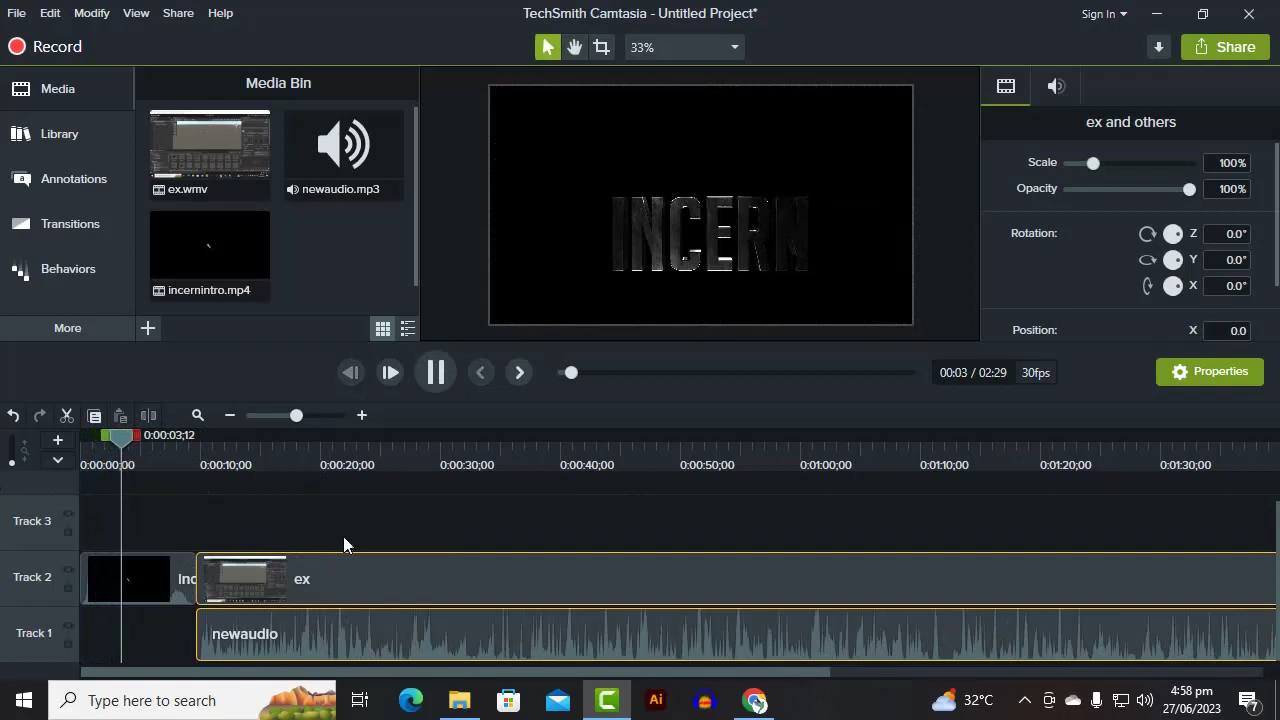 File Edit Modify View Share Help
TechSmith Camtasia - Untitled Project*
Sign In
Record
33%
Share
Media
Library
Annotations
Transitions
Behaviors
More
Media Bin
ex.wmv
newaudio.mp3
incernintro.mp4
INCERN
ex and others
Scale 100%
Opacity 100%
Rotation: Z 0.0°
Y 0.0°
X 0.0°
Position: X 0.0
00:03 / 02:29 30fps
Properties
0:00:03;12
0:00:00;00 0:00:10;00 0:00:20;00 0:00:30;00 0:00:40;00 0:00:50;00 0:01:00;00 0:01:10;00 0:01:20;00 0:01:30;00
Track 3
Track 2
inc
ex
Track 1
newaudio
Type here to search
Ai
32°C
4:58 pm
27/06/2023
7